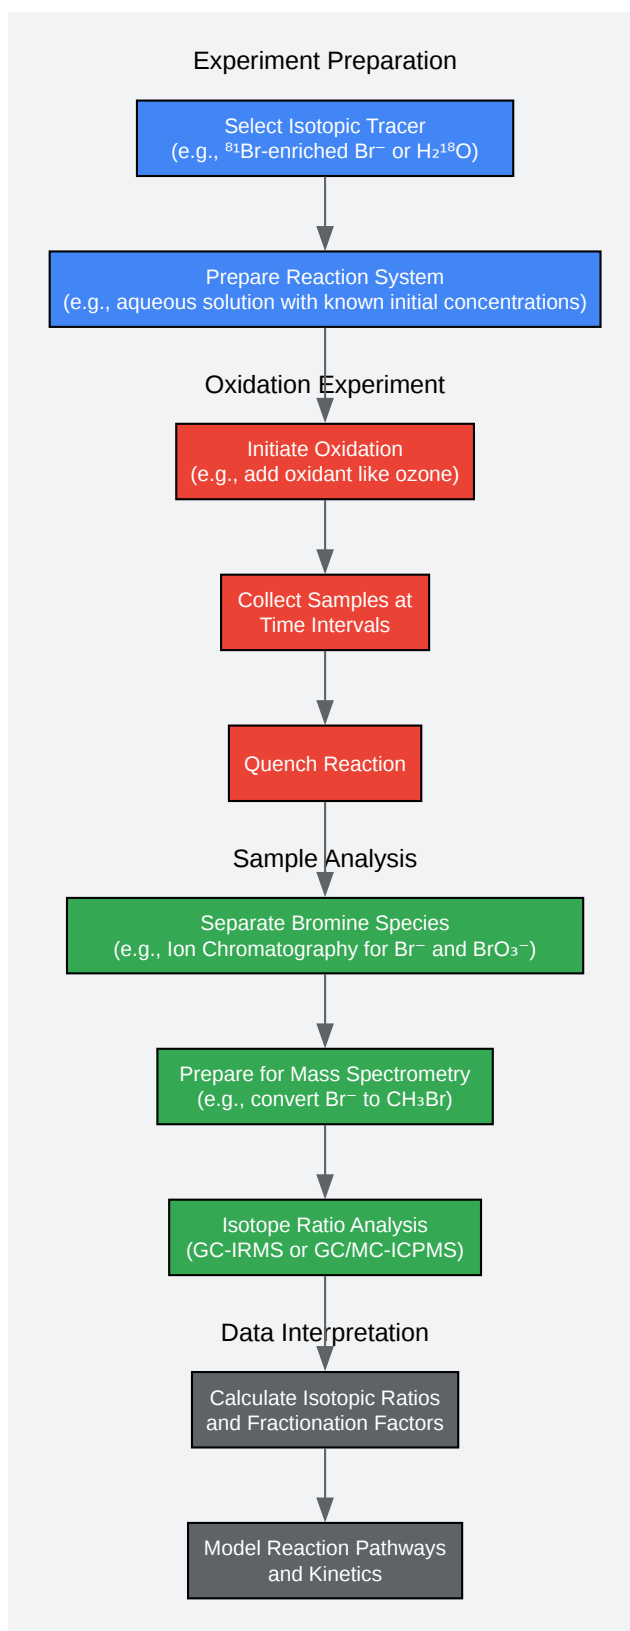 Experiment Preparation
Select Isotopic Tracer
(e.g., ⁸¹Br-enriched Br⁻ or H₂¹⁸O)
Prepare Reaction System
(e.g., aqueous solution with known initial concentrations)
Oxidation Experiment
Initiate Oxidation
(e.g., add oxidant like ozone)
Collect Samples at
Time Intervals
Quench Reaction
Sample Analysis
Separate Bromine Species
(e.g., Ion Chromatography for Br⁻ and BrO₃⁻)
Prepare for Mass Spectrometry
(e.g., convert Br⁻ to CH₃Br)
Isotope Ratio Analysis
(GC-IRMS or GC/MC-ICPMS)
Data Interpretation
Calculate Isotopic Ratios
and Fractionation Factors
Model Reaction Pathways
and Kinetics